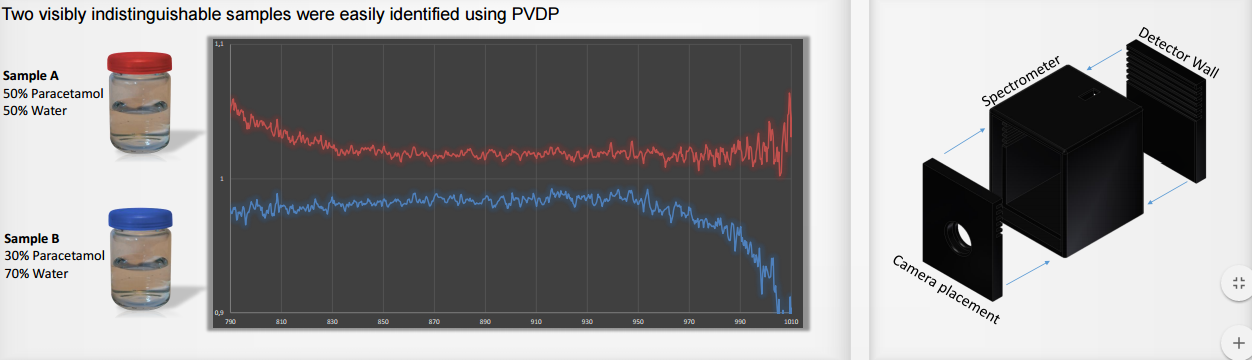 Two visibly indistinguishable samples were easily identified using PVDP
Sample A
50% Paracetamol
50% Water
Sample B
30% Paracetamol
70% Water
1,1
1
0,9
790 810 830 850 870 890 910 930 950 970 990 1010
Spectrometer
Detector Wall
Camera placement